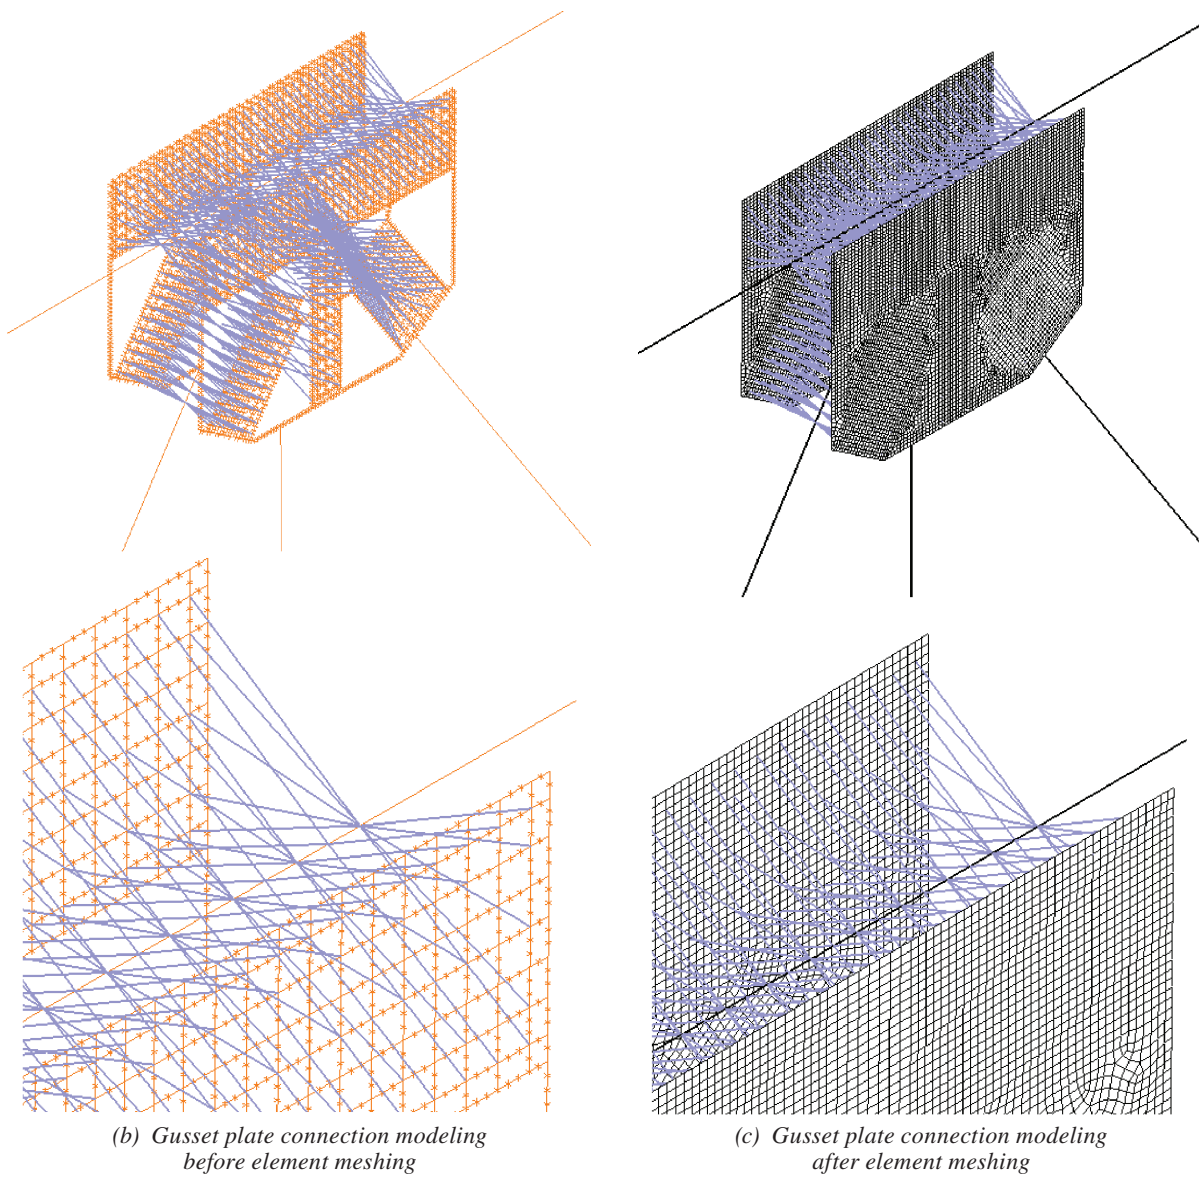 (b) Gusset plate connection modeling
before element meshing
(c) Gusset plate connection modeling
after element meshing